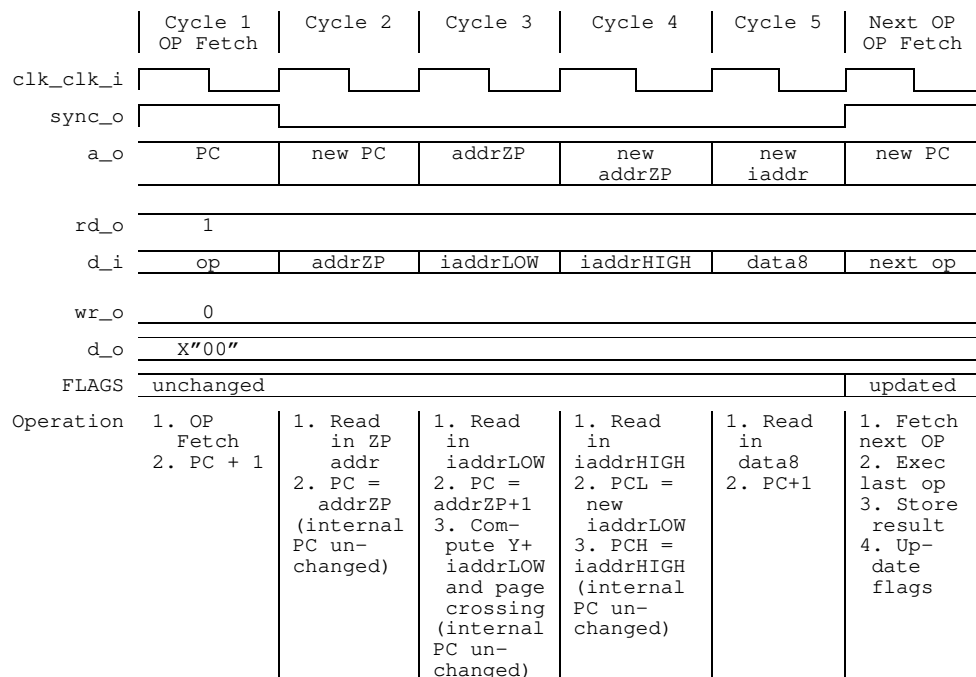 Cycle 1 Cycle 2 Cycle 3 Cycle 4 Cycle 5 Next OP
OP Fetch OP Fetch
clk_clk_i
sync_o
a_o PC new PC addrZP new new new PC
addrZP iaddr
rd_o 1
d_i op addrZP iaddrLOW iaddrHIGH data8 next op
wr_o 0
d_o X"00"
FLAGS unchanged updated
Operation 1. OP 1. Read 1. Read 1. Read 1. Read 1. Fetch
Fetch in ZP in in in next OP
2. PC + 1 addr iaddrLOW iaddrHIGH data8 2. Exec
2. PC = 2. PC = 2. PCL = 2. PC+1 last op
addrZP addrZP+1 new 3. Store
(internal 3. Com- iaddrLOW result
PC un- pute Y+ 3. PCH = 4. Up-
changed) iaddrLOW iaddrHIGH date
and page (internal flags
crossing PC un-
(internal changed)
PC un-
changed)